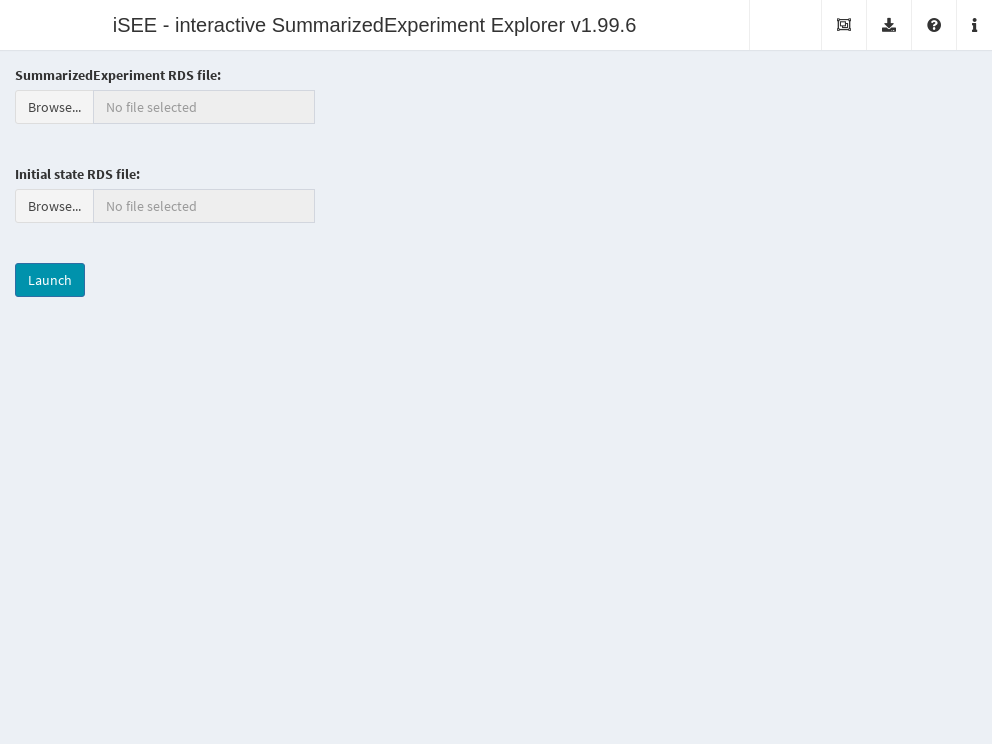 iSEE - interactive SummarizedExperiment Explorer v1.99.6
SummarizedExperiment RDS file:
Browse... No file selected
Initial state RDS file:
Browse... No file selected
Launch